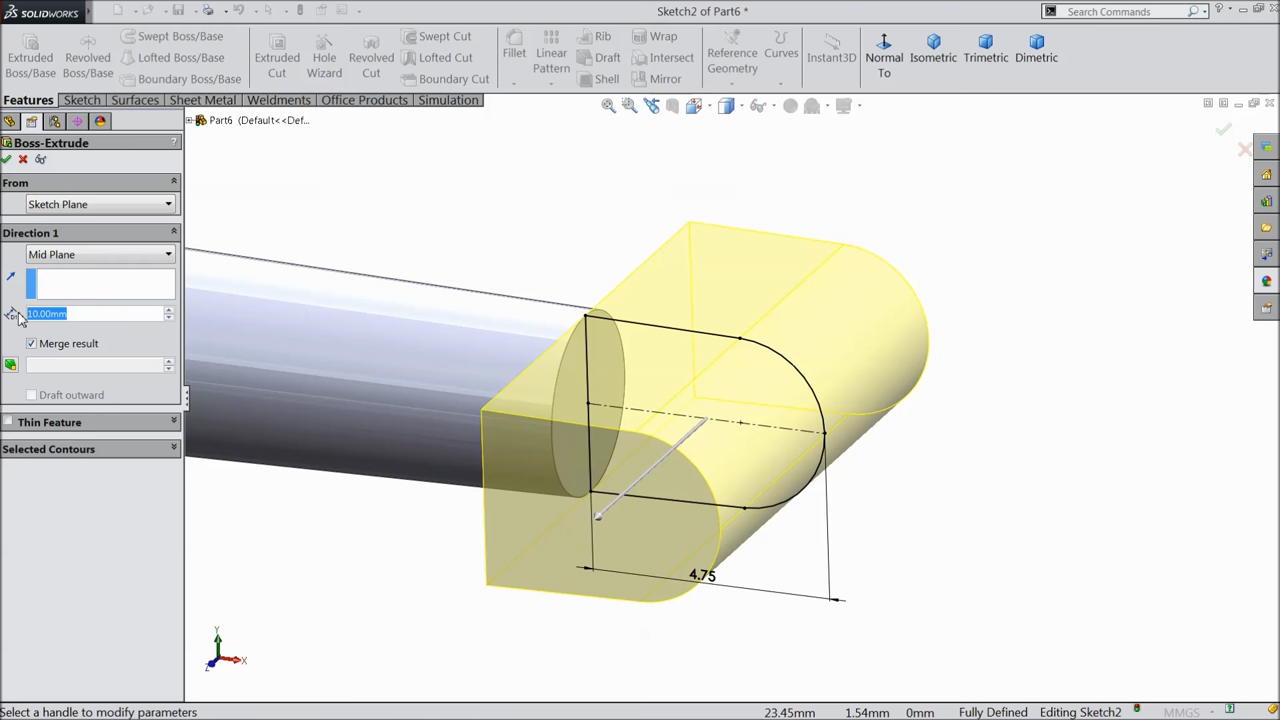 SOLIDWORKS
Sketch2 of Part6 *
Search Commands
Extruded Boss/Base
Revolved Boss/Base
Swept Boss/Base
Lofted Boss/Base
Boundary Boss/Base
Extruded Cut
Hole Wizard
Revolved Cut
Swept Cut
Lofted Cut
Boundary Cut
Fillet
Linear Pattern
Rib
Draft
Shell
Wrap
Intersect
Mirror
Reference Geometry
Curves
Instant3D
Normal To
Isometric
Trimetric
Dimetric
Features Sketch Surfaces Sheet Metal Weldments Office Products Simulation
Part6 (Default<<Def...
Boss-Extrude ?
From
Sketch Plane
Direction 1
Mid Plane
10.00mm
Merge result
Draft outward
Thin Feature
Selected Contours
4.75
Y
X
Z
Select a handle to modify parameters 23.45mm 1.54mm 0mm Fully Defined Editing Sketch2 MMGS